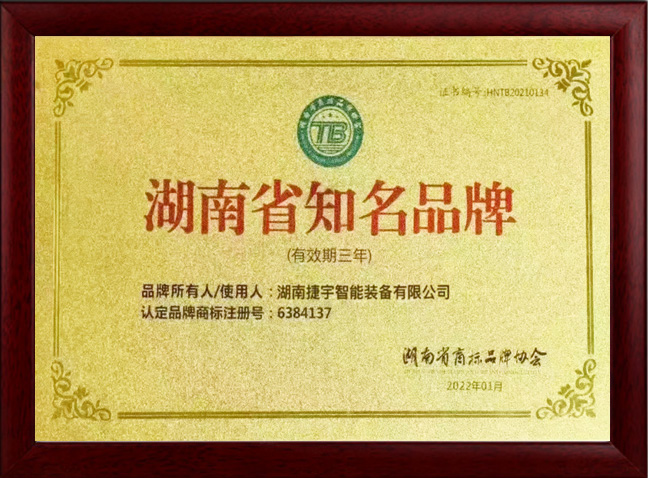 证书编号:HNTB20210134
TB
湖南省知名品牌
(有效期三年)
品牌所有人/使用人：湖南捷宇智能装备有限公司
认定品牌商标注册号：6384137
湖南省商标品牌协会
2022年01月